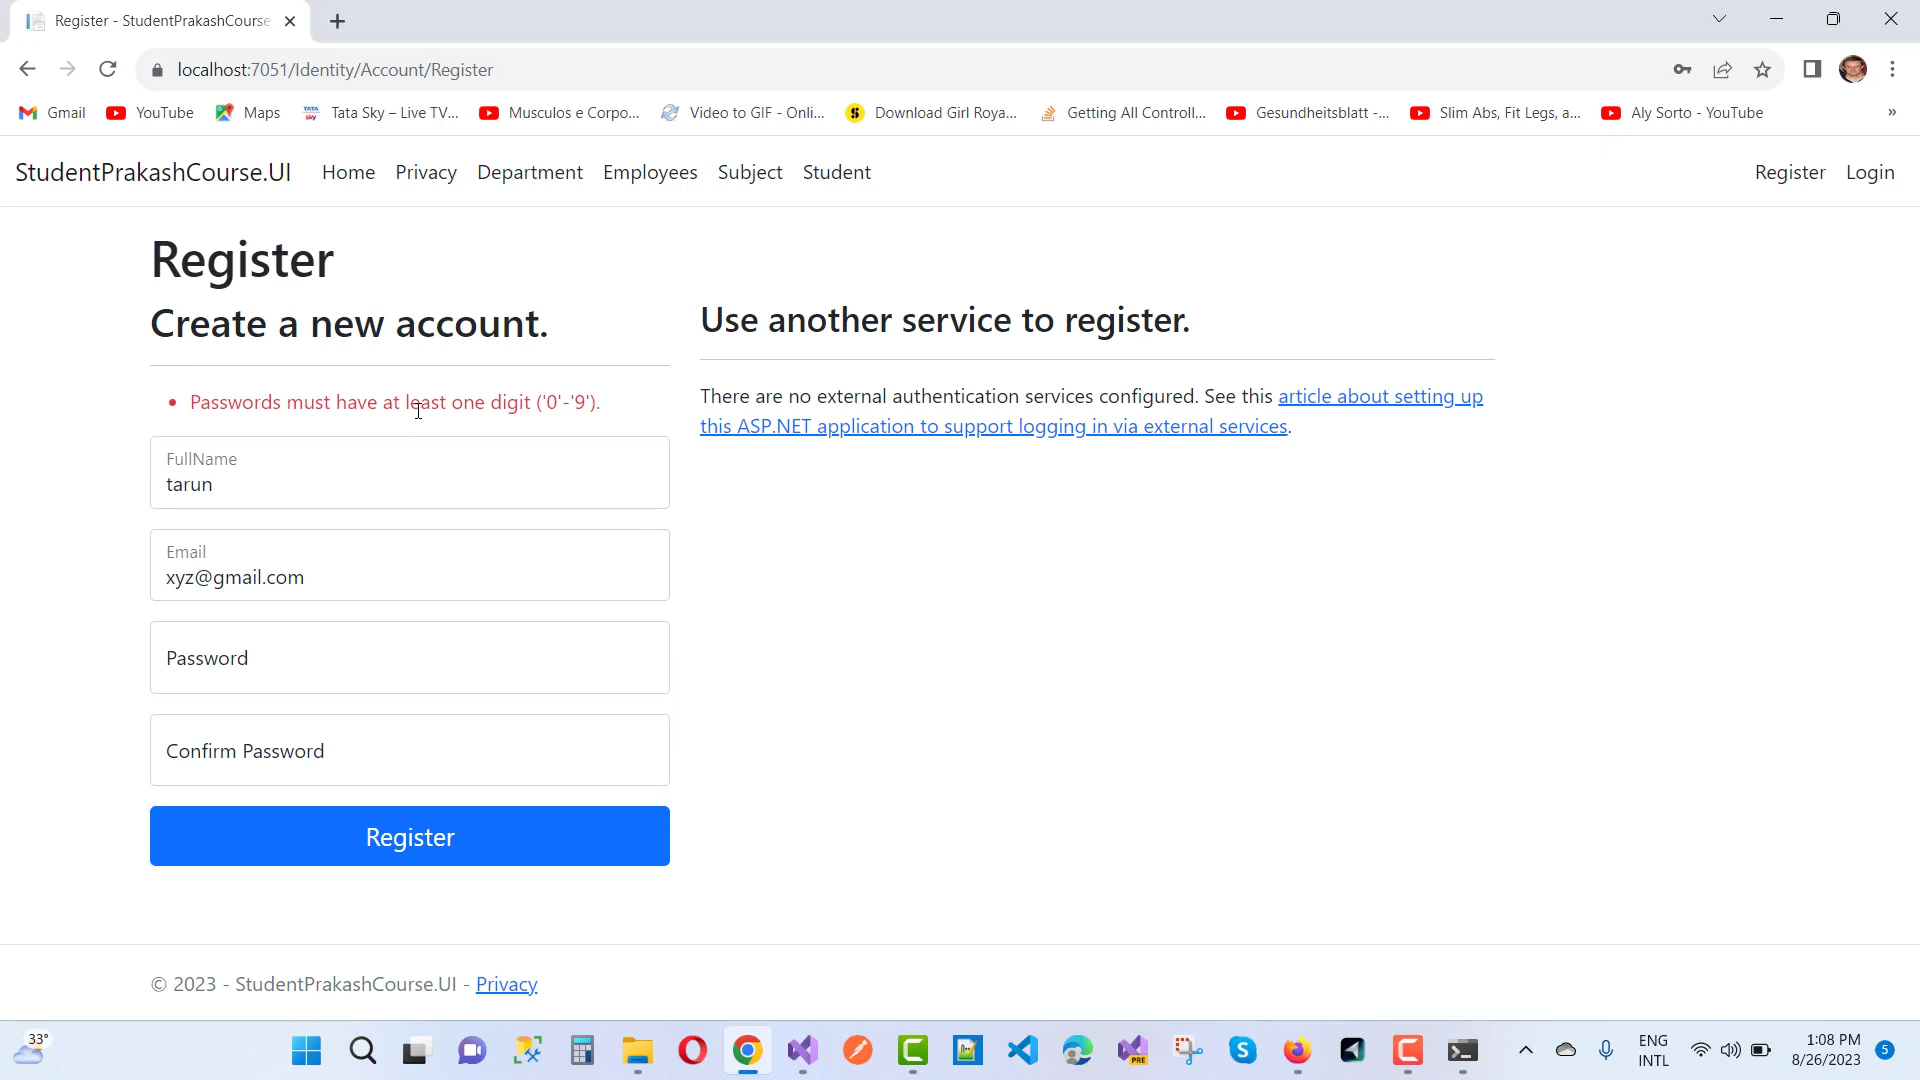 Register - StudentPrakashCourse
localhost:7051/Identity/Account/Register
Gmail YouTube Maps Tata Sky – Live TV... Musculos e Corpo... Video to GIF - Onli... Download Girl Roya... Getting All Controll... Gesundheitsblatt -... Slim Abs, Fit Legs, a... Aly Sorto - YouTube »
StudentPrakashCourse.UI Home Privacy Department Employees Subject Student Register Login
Register
Create a new account.
Passwords must have at least one digit ('0'-'9').
FullName
tarun
Email
xyz@gmail.com
Password
Confirm Password
Register
Use another service to register.
There are no external authentication services configured. See this article about setting up
this ASP.NET application to support logging in via external services.
© 2023 - StudentPrakashCourse.UI - Privacy
33°
PRE
ENG
INTL
1:08 PM
8/26/2023
5